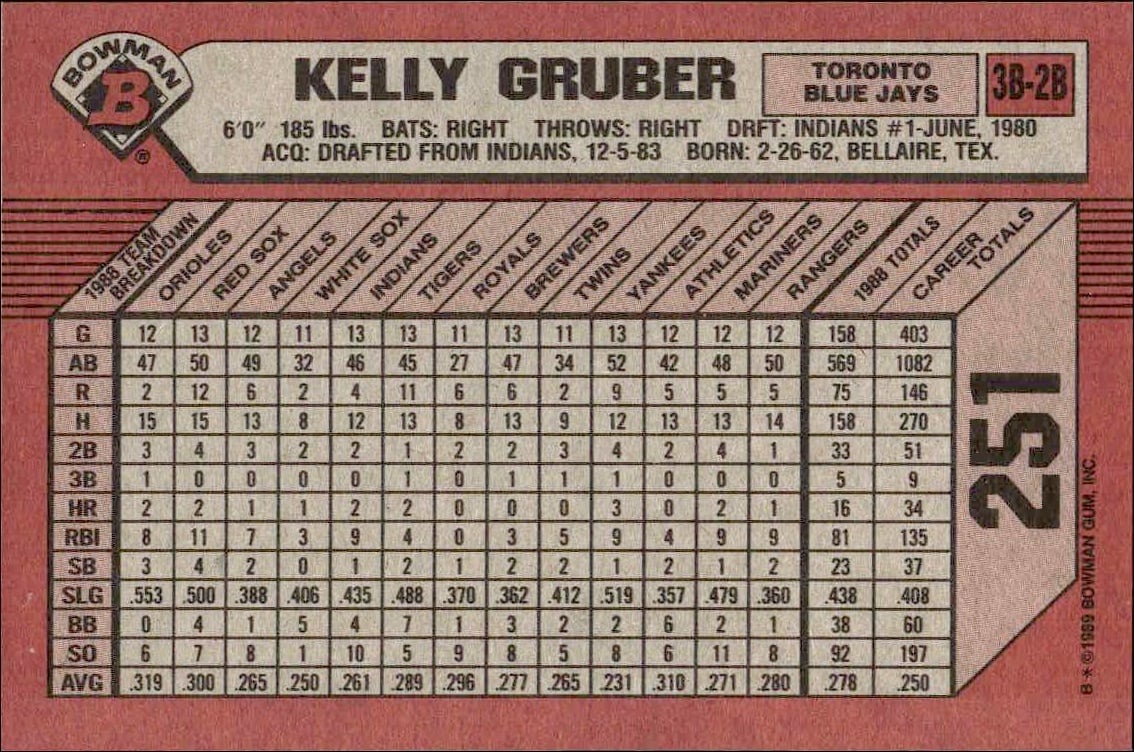 BOWMAN
B
®
KELLY GRUBER
TORONTO
BLUE JAYS
3B-2B
6'0" 185 lbs. BATS: RIGHT THROWS: RIGHT DRFT: INDIANS #1-JUNE, 1980
ACQ: DRAFTED FROM INDIANS, 12-5-83 BORN: 2-26-62, BELLAIRE, TEX.
1988 TEAM BREAKDOWN ORIOLES RED SOX ANGELS WHITE SOX INDIANS TIGERS ROYALS BREWERS TWINS YANKEES ATHLETICS MARINERS RANGERS 1988 TOTALS CAREER TOTALS
G 12 13 12 11 13 13 11 13 11 13 12 12 12 158 403
AB 47 50 49 32 46 45 27 47 34 52 42 48 50 569 1082
R 2 12 6 2 4 11 6 6 2 9 5 5 5 75 146
H 15 15 13 8 12 13 8 13 9 12 13 13 14 158 270
2B 3 4 3 2 2 1 2 2 3 4 2 4 1 33 51
3B 1 0 0 0 0 1 0 1 1 1 0 0 0 5 9
HR 2 2 1 1 2 2 0 0 0 3 0 2 1 16 34
RBI 8 11 7 3 9 4 0 3 5 9 4 9 9 81 135
SB 3 4 2 0 1 2 1 2 2 1 2 1 2 23 37
SLG .553 .500 .388 .406 .435 .488 .370 .362 .412 .519 .357 .479 .360 .438 .408
BB 0 4 1 5 4 7 1 3 2 2 6 2 1 38 60
SO 6 7 8 1 10 5 9 8 5 8 6 11 8 92 197
AVG .319 .300 .265 .250 .261 .289 .296 .277 .265 .231 .310 .271 .280 .278 .250
251
B * © 1989 BOWMAN GUM, INC.